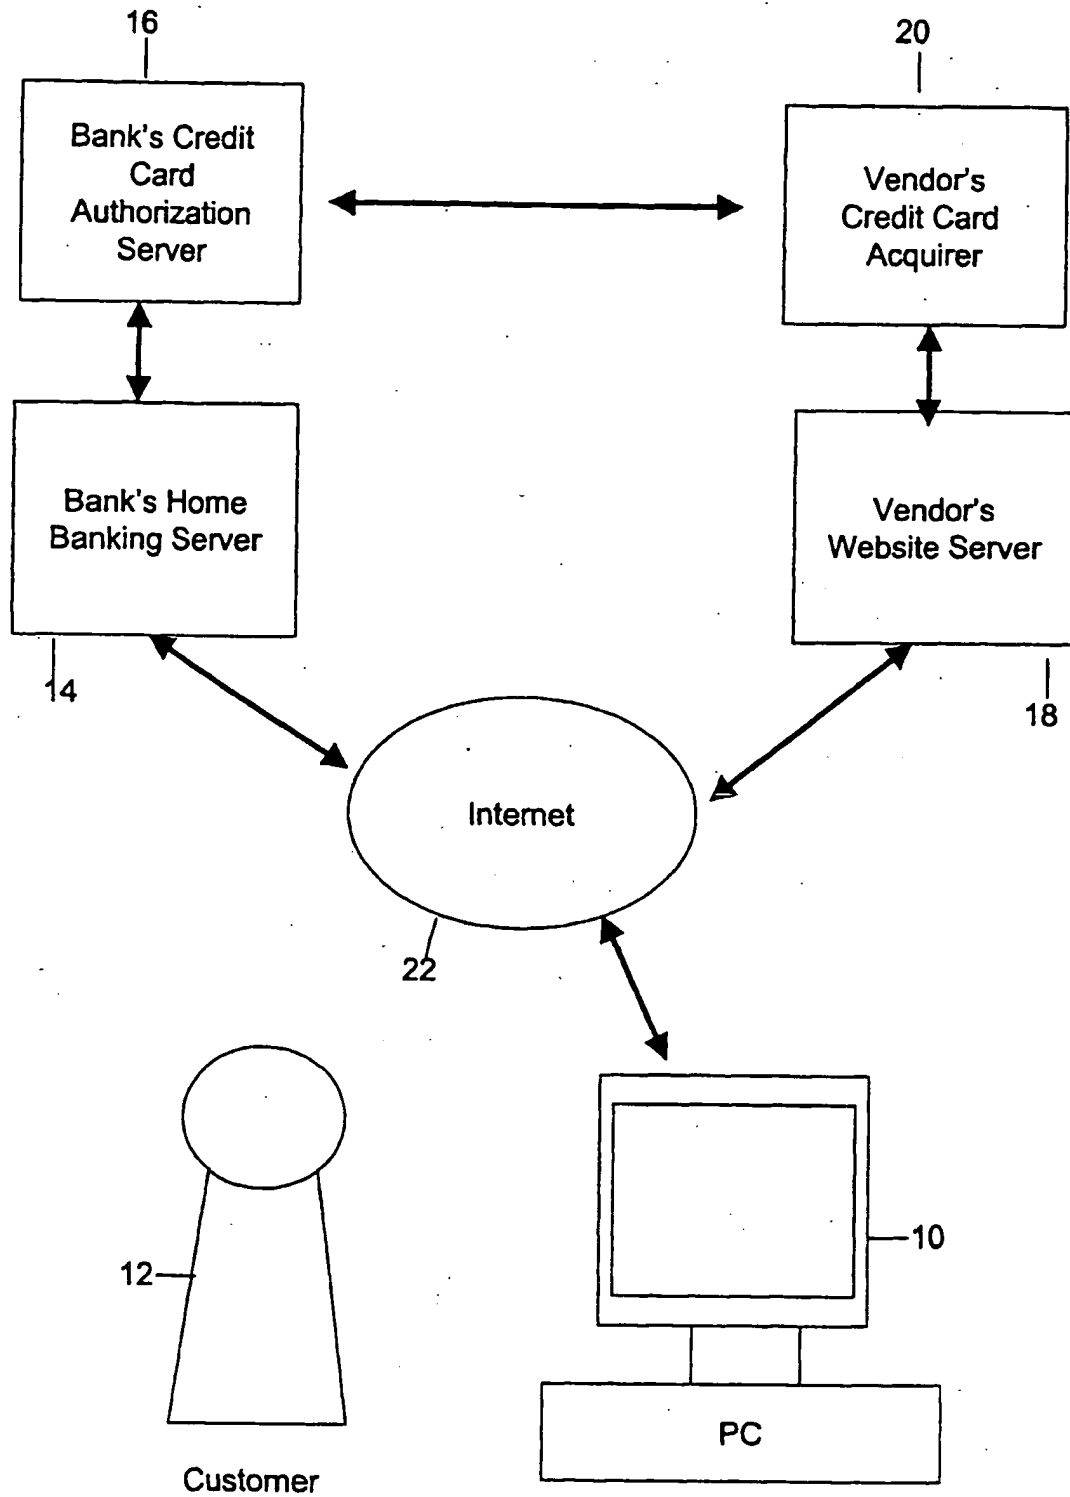 16
20
Bank's Credit
Card
Authorization
Server
Vendor's
Credit Card
Acquirer
Bank's Home
Banking Server
Vendor's
Website Server
14
18
Internet
22
10
12
PC
Customer